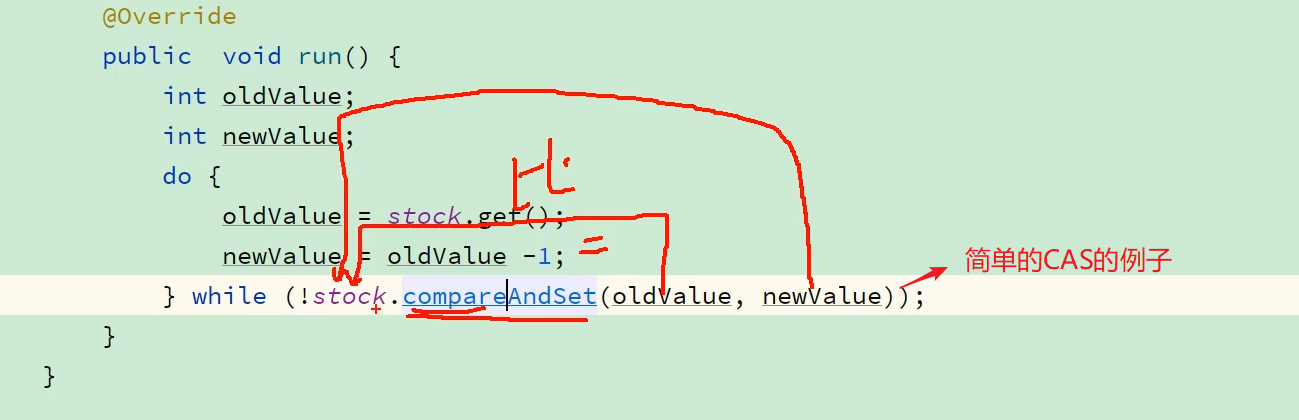 @Override
public  void run() {
int oldValue;
int newValue;
do {
oldValue = stock.get();
newValue = oldValue -1;
} while (!stock.compareAndSet(oldValue, newValue));
简单的CAS的例子
}
}